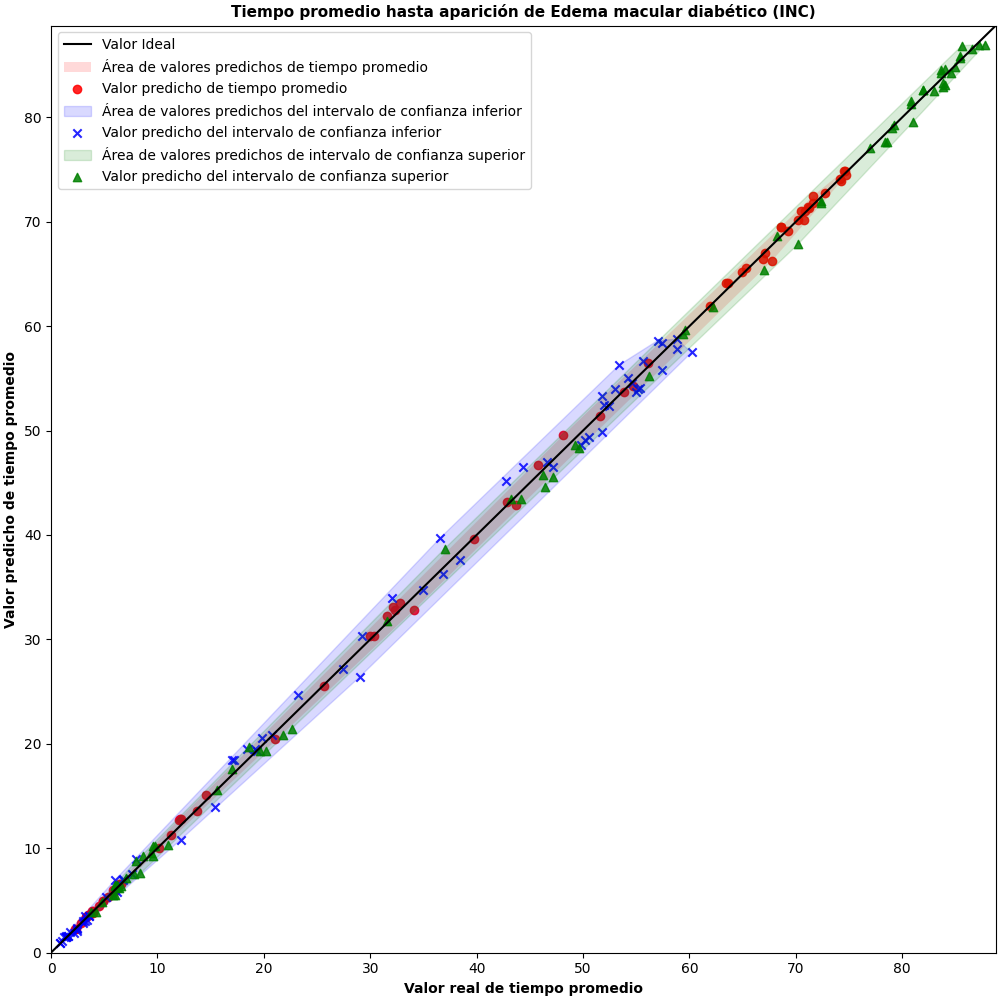 Tiempo promedio hasta aparición de Edema macular diabético (INC)
Valor Ideal
Área de valores predichos de tiempo promedio
Valor predicho de tiempo promedio
Área de valores predichos del intervalo de confianza inferior
Valor predicho del intervalo de confianza inferior
Área de valores predichos de intervalo de confianza superior
Valor predicho del intervalo de confianza superior
Valor predicho de tiempo promedio
80
70
60
50
40
30
20
10
0
0 10 20 30 40 50 60 70 80
Valor real de tiempo promedio